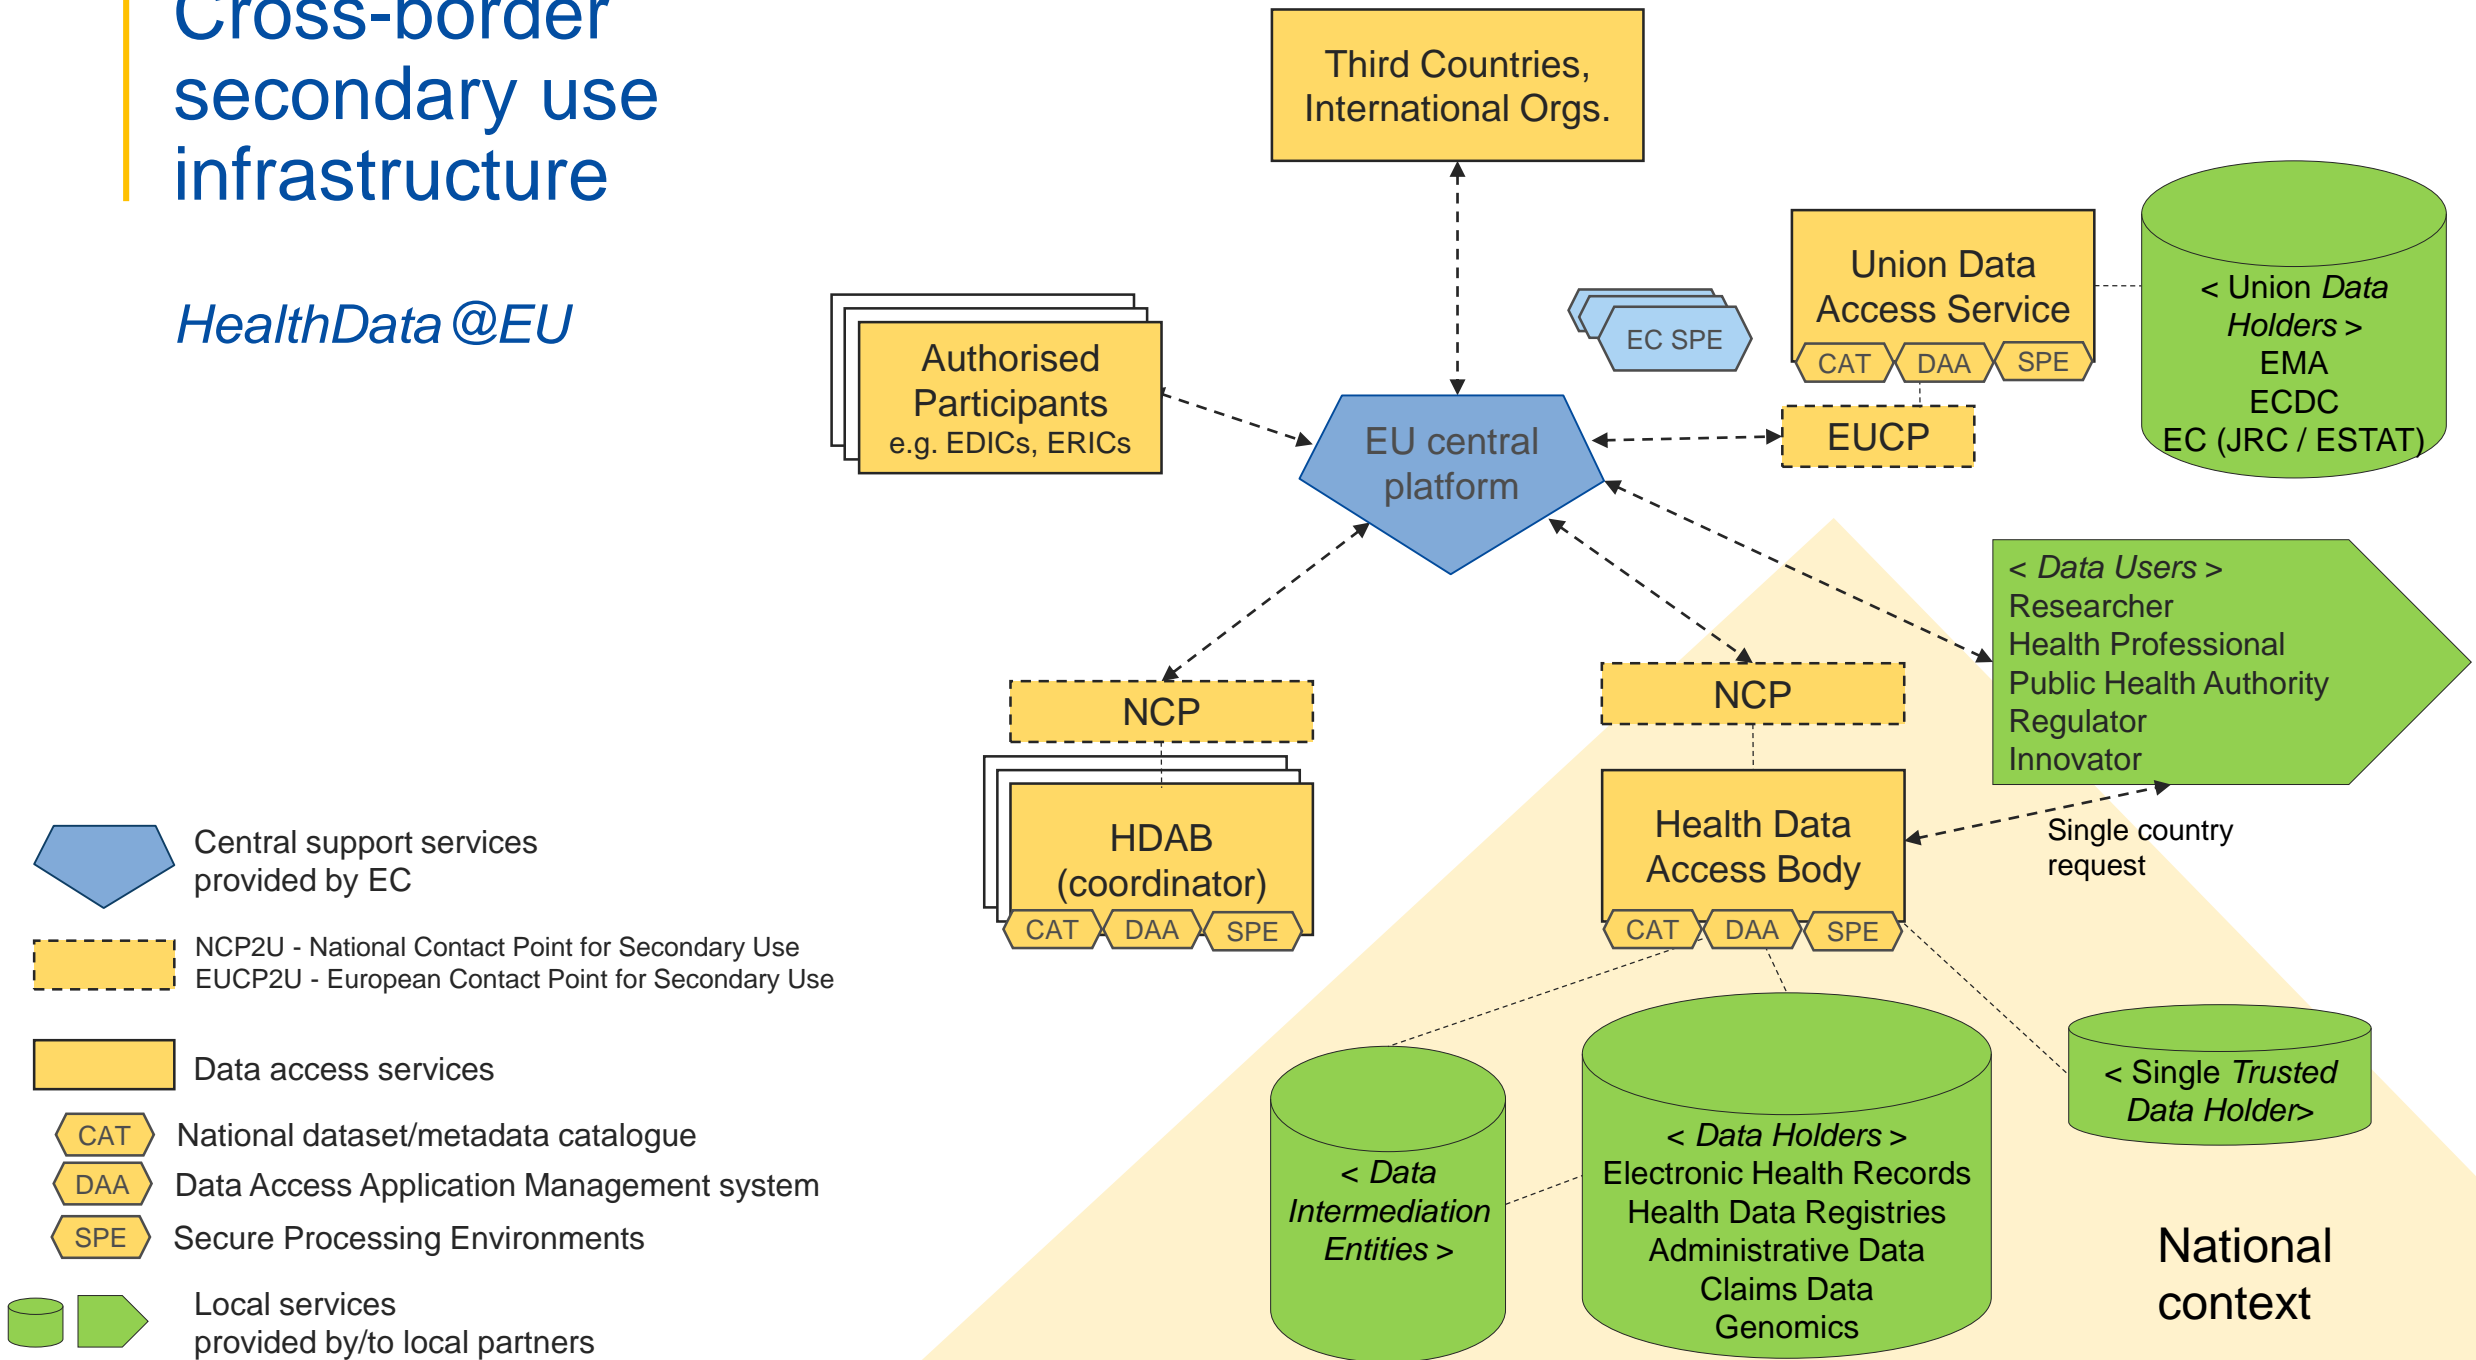 Cross-border
secondary use
infrastructure
HealthData@EU
Third Countries,
International Orgs.
Authorised
Participants
e.g. EDICs, ERICs
EC SPE
Union Data
Access Service
CAT
DAA
SPE
EUCP
< Union Data
Holders >
EMA
ECDC
EC (JRC / ESTAT)
EU central
platform
< Data Users >
Researcher
Health Professional
Public Health Authority
Regulator
Innovator
NCP
HDAB
(coordinator)
CAT
DAA
SPE
NCP
Health Data
Access Body
CAT
DAA
SPE
Single country
request
< Data
Intermediation
Entities >
< Data Holders >
Electronic Health Records
Health Data Registries
Administrative Data
Claims Data
Genomics
< Single Trusted
Data Holder>
National
context
Central support services
provided by EC
NCP2U - National Contact Point for Secondary Use
EUCP2U - European Contact Point for Secondary Use
Data access services
CAT
National dataset/metadata catalogue
DAA
Data Access Application Management system
SPE
Secure Processing Environments
Local services
provided by/to local partners